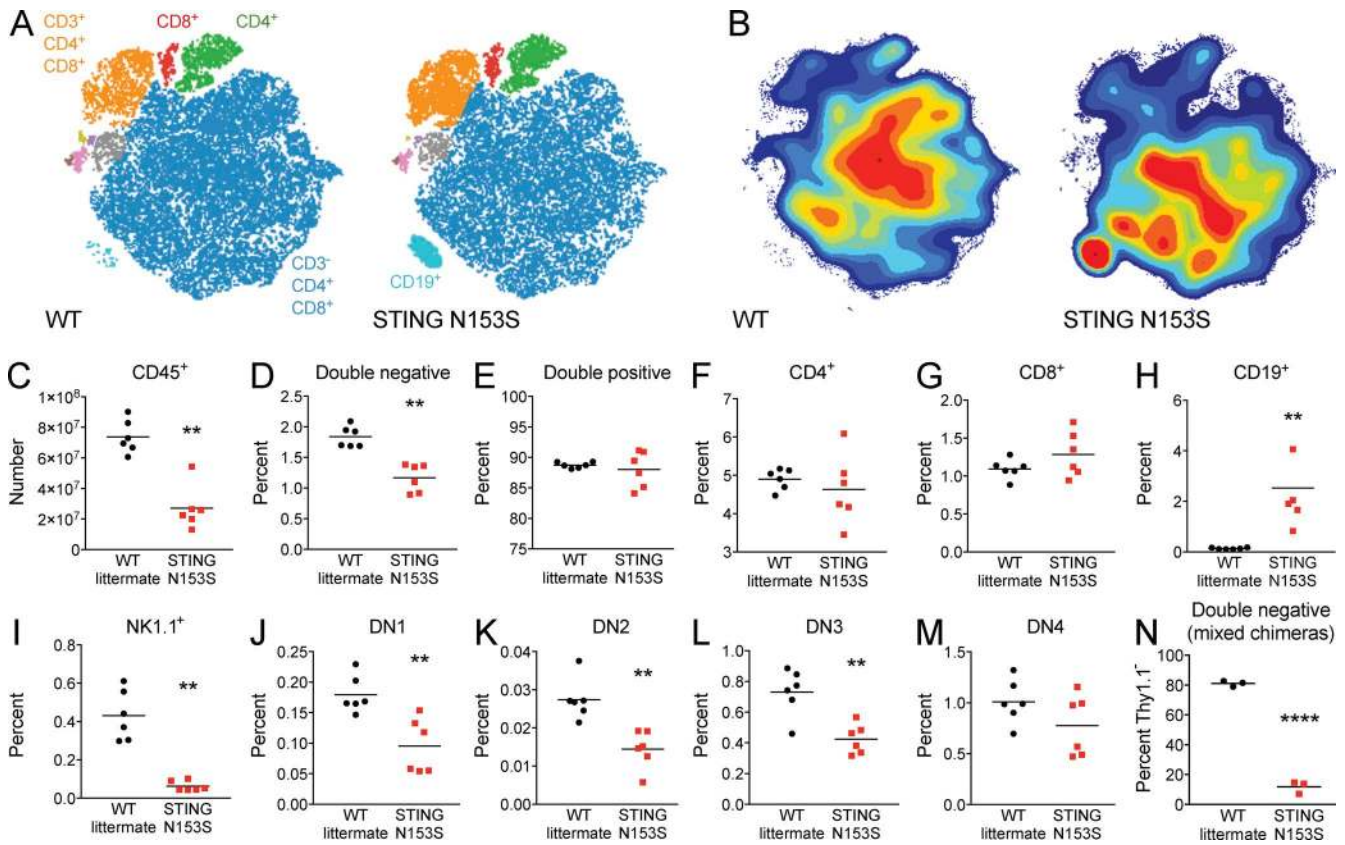 A
CD3⁺
CD4⁺
CD8⁺
CD8⁺
CD4⁺
CD19⁺
CD3⁻
CD4⁺
CD8⁺
WT
STING N153S
B
WT
STING N153S
C
CD45⁺
Number
1×10⁸
8×10⁷
6×10⁷
4×10⁷
2×10⁷
0
**
WT
littermate
STING
N153S
D
Double negative
Percent
2.5
2.0
1.5
1.0
0.5
0.0
**
WT
littermate
STING
N153S
E
Double positive
Percent
100
95
90
85
80
75
WT
littermate
STING
N153S
F
CD4⁺
Percent
7
6
5
4
3
WT
littermate
STING
N153S
G
CD8⁺
Percent
2.0
1.5
1.0
0.5
0.0
WT
littermate
STING
N153S
H
CD19⁺
Percent
6
4
2
0
**
WT
littermate
STING
N153S
I
NK1.1⁺
Percent
0.8
0.6
0.4
0.2
0.0
**
WT
littermate
STING
N153S
J
DN1
Percent
0.25
0.20
0.15
0.10
0.05
0.00
**
WT
littermate
STING
N153S
K
DN2
Percent
0.04
0.03
0.02
0.01
0.00
**
WT
littermate
STING
N153S
L
DN3
Percent
1.0
0.8
0.6
0.4
0.2
0.0
**
WT
littermate
STING
N153S
M
DN4
Percent
1.5
1.0
0.5
0.0
WT
littermate
STING
N153S
N
Double negative
(mixed chimeras)
Percent Thy1.1⁻
100
80
60
40
20
0
****
WT
littermate
STING
N153S